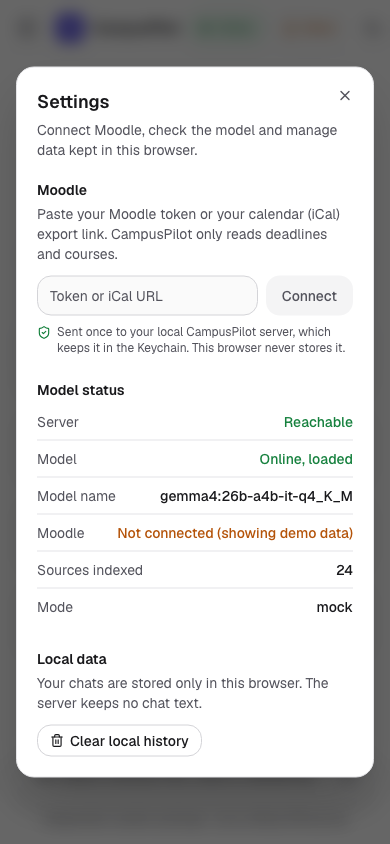 Settings
Connect Moodle, check the model and manage
data kept in this browser.
Moodle
Paste your Moodle token or your calendar (iCal)
export link. CampusPilot only reads deadlines
and courses.
Token or iCal URL
Connect
Sent once to your local CampusPilot server, which
keeps it in the Keychain. This browser never stores it.
Model status
Server Reachable
Model Online, loaded
Model name gemma4:26b-a4b-it-q4_K_M
Moodle Not connected (showing demo data)
Sources indexed 24
Mode mock
Local data
Your chats are stored only in this browser. The
server keeps no chat text.
Clear local history